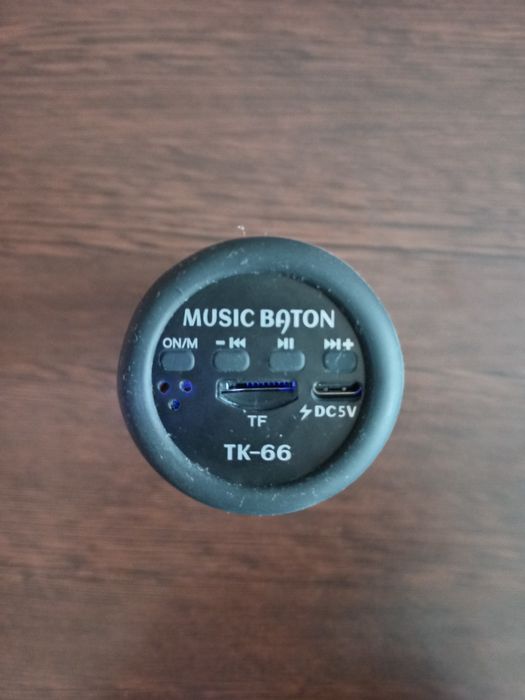 MUSIC BATON
ON/M - ⏮ ⏯ ⏭ +
⚡DC5V
TF
TK-66